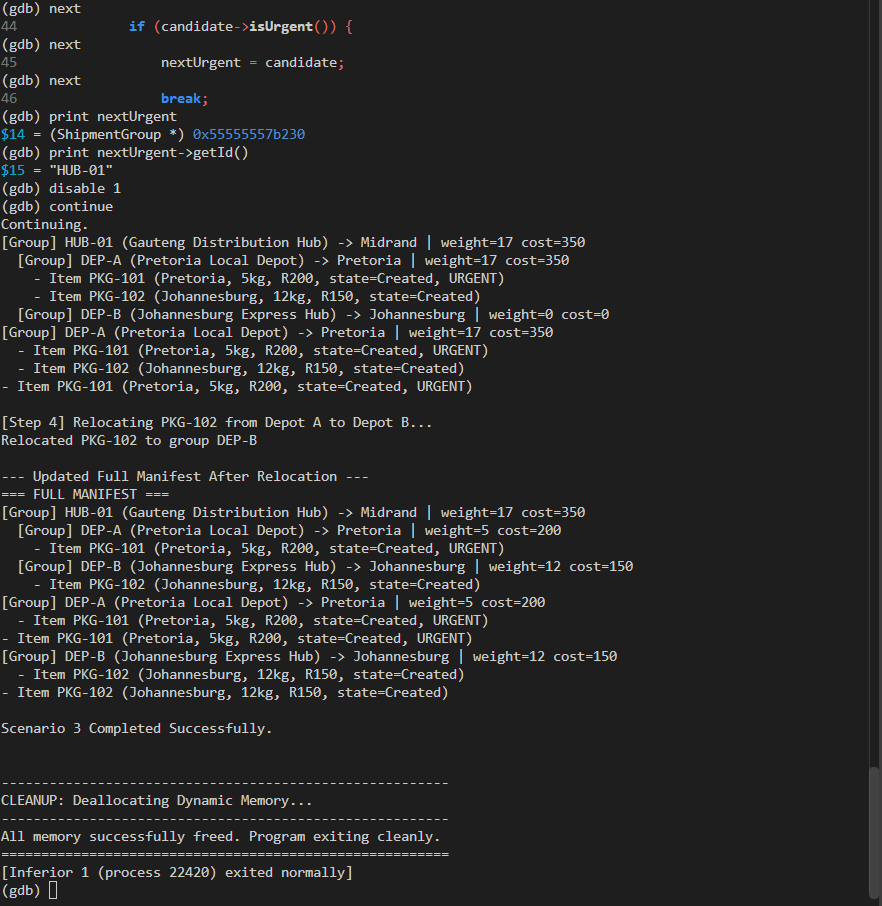 (gdb) next
44              if (candidate->isUrgent()) {
(gdb) next
45                  nextUrgent = candidate;
(gdb) next
46                  break;
(gdb) print nextUrgent
$14 = (ShipmentGroup *) 0x55555557b230
(gdb) print nextUrgent->getId()
$15 = "HUB-01"
(gdb) disable 1
(gdb) continue
Continuing.
[Group] HUB-01 (Gauteng Distribution Hub) -> Midrand | weight=17 cost=350
  [Group] DEP-A (Pretoria Local Depot) -> Pretoria | weight=17 cost=350
    - Item PKG-101 (Pretoria, 5kg, R200, state=Created, URGENT)
    - Item PKG-102 (Johannesburg, 12kg, R150, state=Created)
  [Group] DEP-B (Johannesburg Express Hub) -> Johannesburg | weight=0 cost=0
[Group] DEP-A (Pretoria Local Depot) -> Pretoria | weight=17 cost=350
  - Item PKG-101 (Pretoria, 5kg, R200, state=Created, URGENT)
  - Item PKG-102 (Johannesburg, 12kg, R150, state=Created)
- Item PKG-101 (Pretoria, 5kg, R200, state=Created, URGENT)

[Step 4] Relocating PKG-102 from Depot A to Depot B...
Relocated PKG-102 to group DEP-B

--- Updated Full Manifest After Relocation ---
=== FULL MANIFEST ===
[Group] HUB-01 (Gauteng Distribution Hub) -> Midrand | weight=17 cost=350
  [Group] DEP-A (Pretoria Local Depot) -> Pretoria | weight=5 cost=200
    - Item PKG-101 (Pretoria, 5kg, R200, state=Created, URGENT)
  [Group] DEP-B (Johannesburg Express Hub) -> Johannesburg | weight=12 cost=150
    - Item PKG-102 (Johannesburg, 12kg, R150, state=Created)
[Group] DEP-A (Pretoria Local Depot) -> Pretoria | weight=5 cost=200
  - Item PKG-101 (Pretoria, 5kg, R200, state=Created, URGENT)
- Item PKG-101 (Pretoria, 5kg, R200, state=Created, URGENT)
[Group] DEP-B (Johannesburg Express Hub) -> Johannesburg | weight=12 cost=150
  - Item PKG-102 (Johannesburg, 12kg, R150, state=Created)
- Item PKG-102 (Johannesburg, 12kg, R150, state=Created)

Scenario 3 Completed Successfully.


--------------------------------------------------------
CLEANUP: Deallocating Dynamic Memory...
--------------------------------------------------------
All memory successfully freed. Program exiting cleanly.
========================================================
[Inferior 1 (process 22420) exited normally]
(gdb)